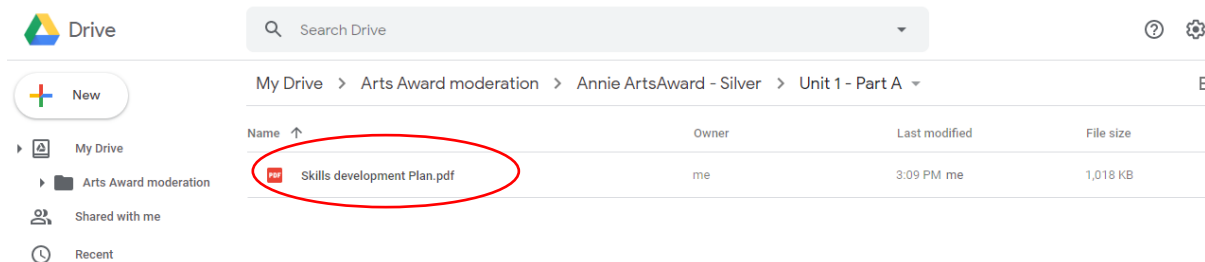 Drive
Search Drive
New
My Drive > Arts Award moderation > Annie ArtsAward - Silver > Unit 1 - Part A
Name Owner Last modified File size
My Drive
PDF Skills development Plan.pdf me 3:09 PM me 1,018 KB
Arts Award moderation
Shared with me
Recent